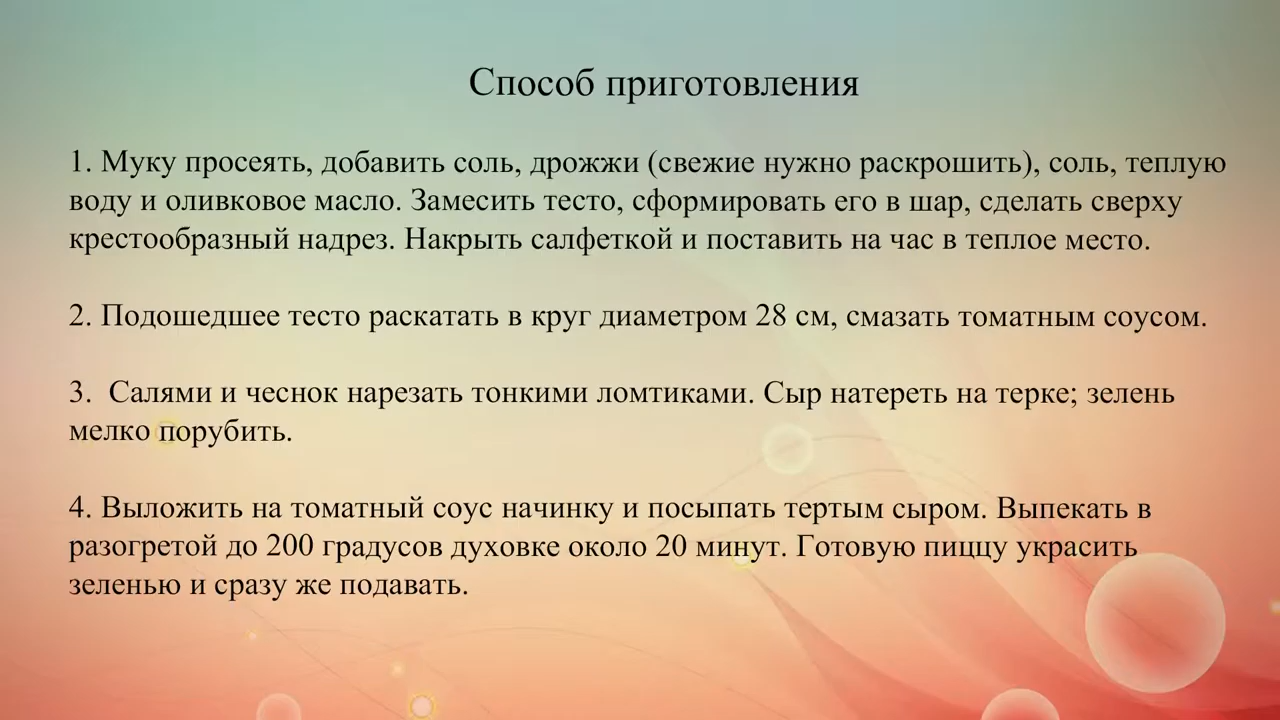 Способ приготовления
1. Муку просеять, добавить соль, дрожжи (свежие нужно раскрошить), соль, теплую
воду и оливковое масло. Замесить тесто, сформировать его в шар, сделать сверху
крестообразный надрез. Накрыть салфеткой и поставить на час в теплое место.
2. Подошедшее тесто раскатать в круг диаметром 28 см, смазать томатным соусом.
3.  Салями и чеснок нарезать тонкими ломтиками. Сыр натереть на терке; зелень
мелко порубить.
4. Выложить на томатный соус начинку и посыпать тертым сыром. Выпекать в
разогретой до 200 градусов духовке около 20 минут. Готовую пиццу украсить
зеленью и сразу же подавать.